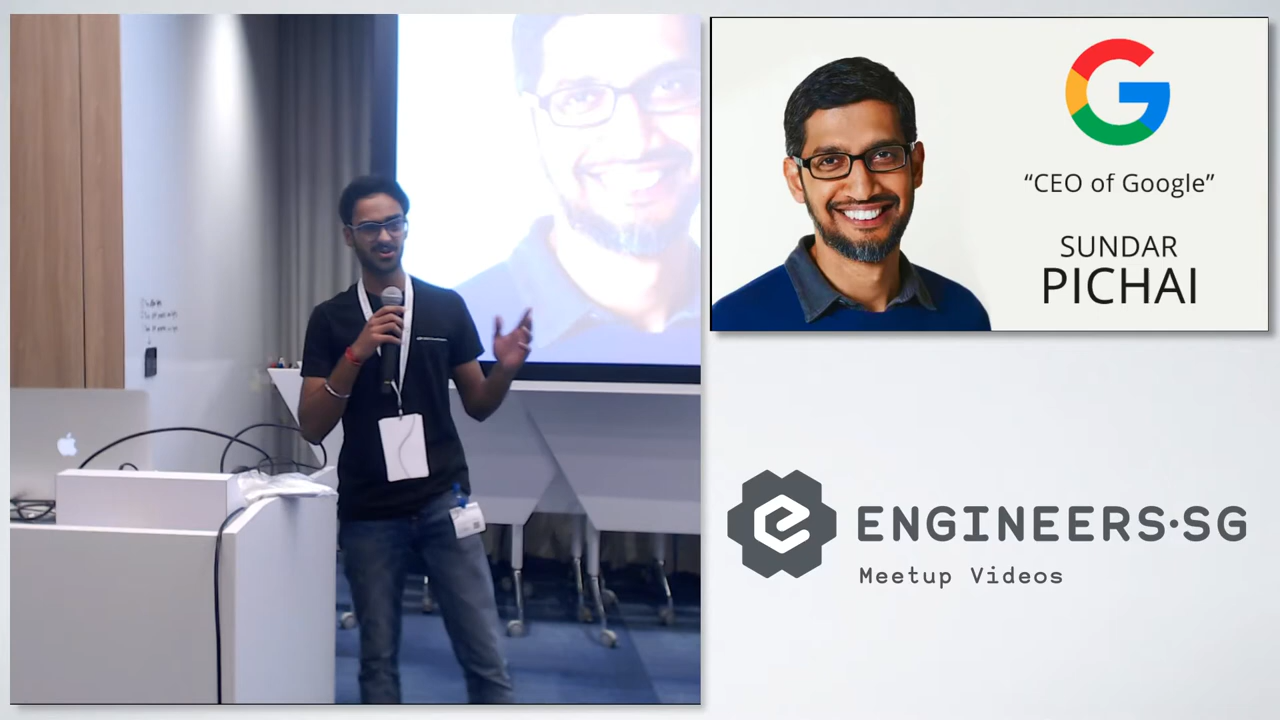 “CEO of Google”
SUNDAR
PICHAI
ENGINEERS·SG
Meetup Videos